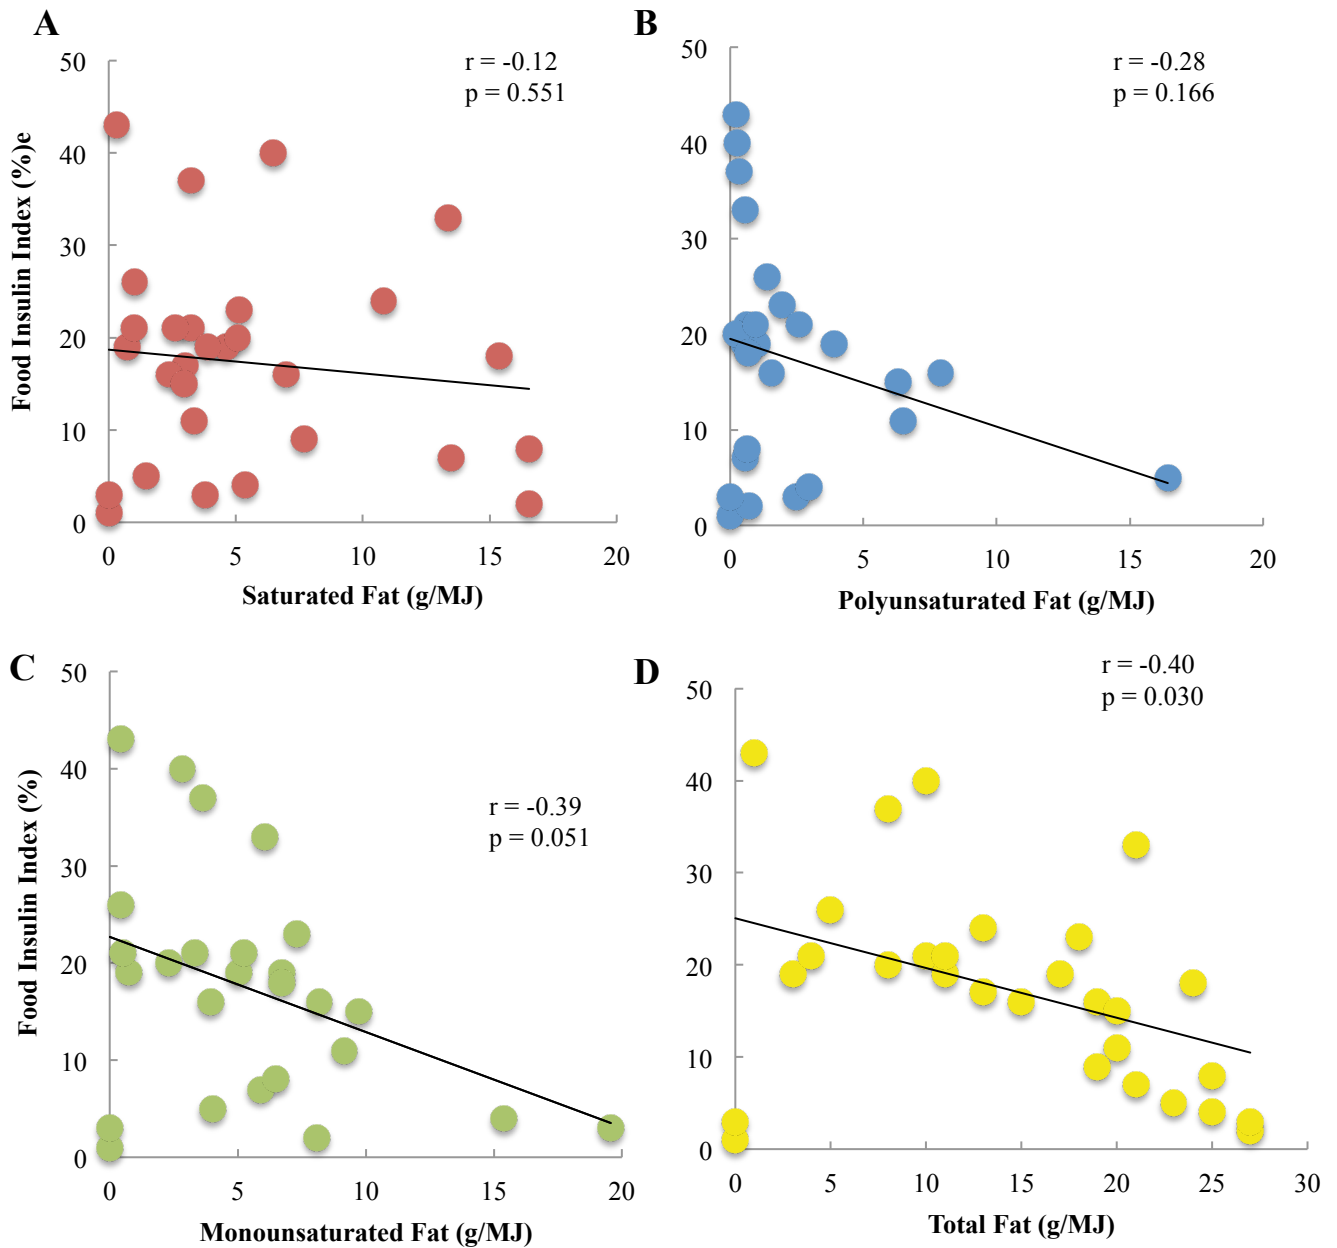 A
r = -0.12
p = 0.551
50
40
30
20
10
0
Food Insulin Index (%)e
0 5 10 15 20
Saturated Fat (g/MJ)
B
r = -0.28
p = 0.166
50
40
30
20
10
0
0 5 10 15 20
Polyunsaturated Fat (g/MJ)
C
r = -0.39
p = 0.051
50
40
30
20
10
0
Food Insulin Index (%)
0 5 10 15 20
Monounsaturated Fat (g/MJ)
D
r = -0.40
p = 0.030
50
40
30
20
10
0
0 5 10 15 20 25 30
Total Fat (g/MJ)